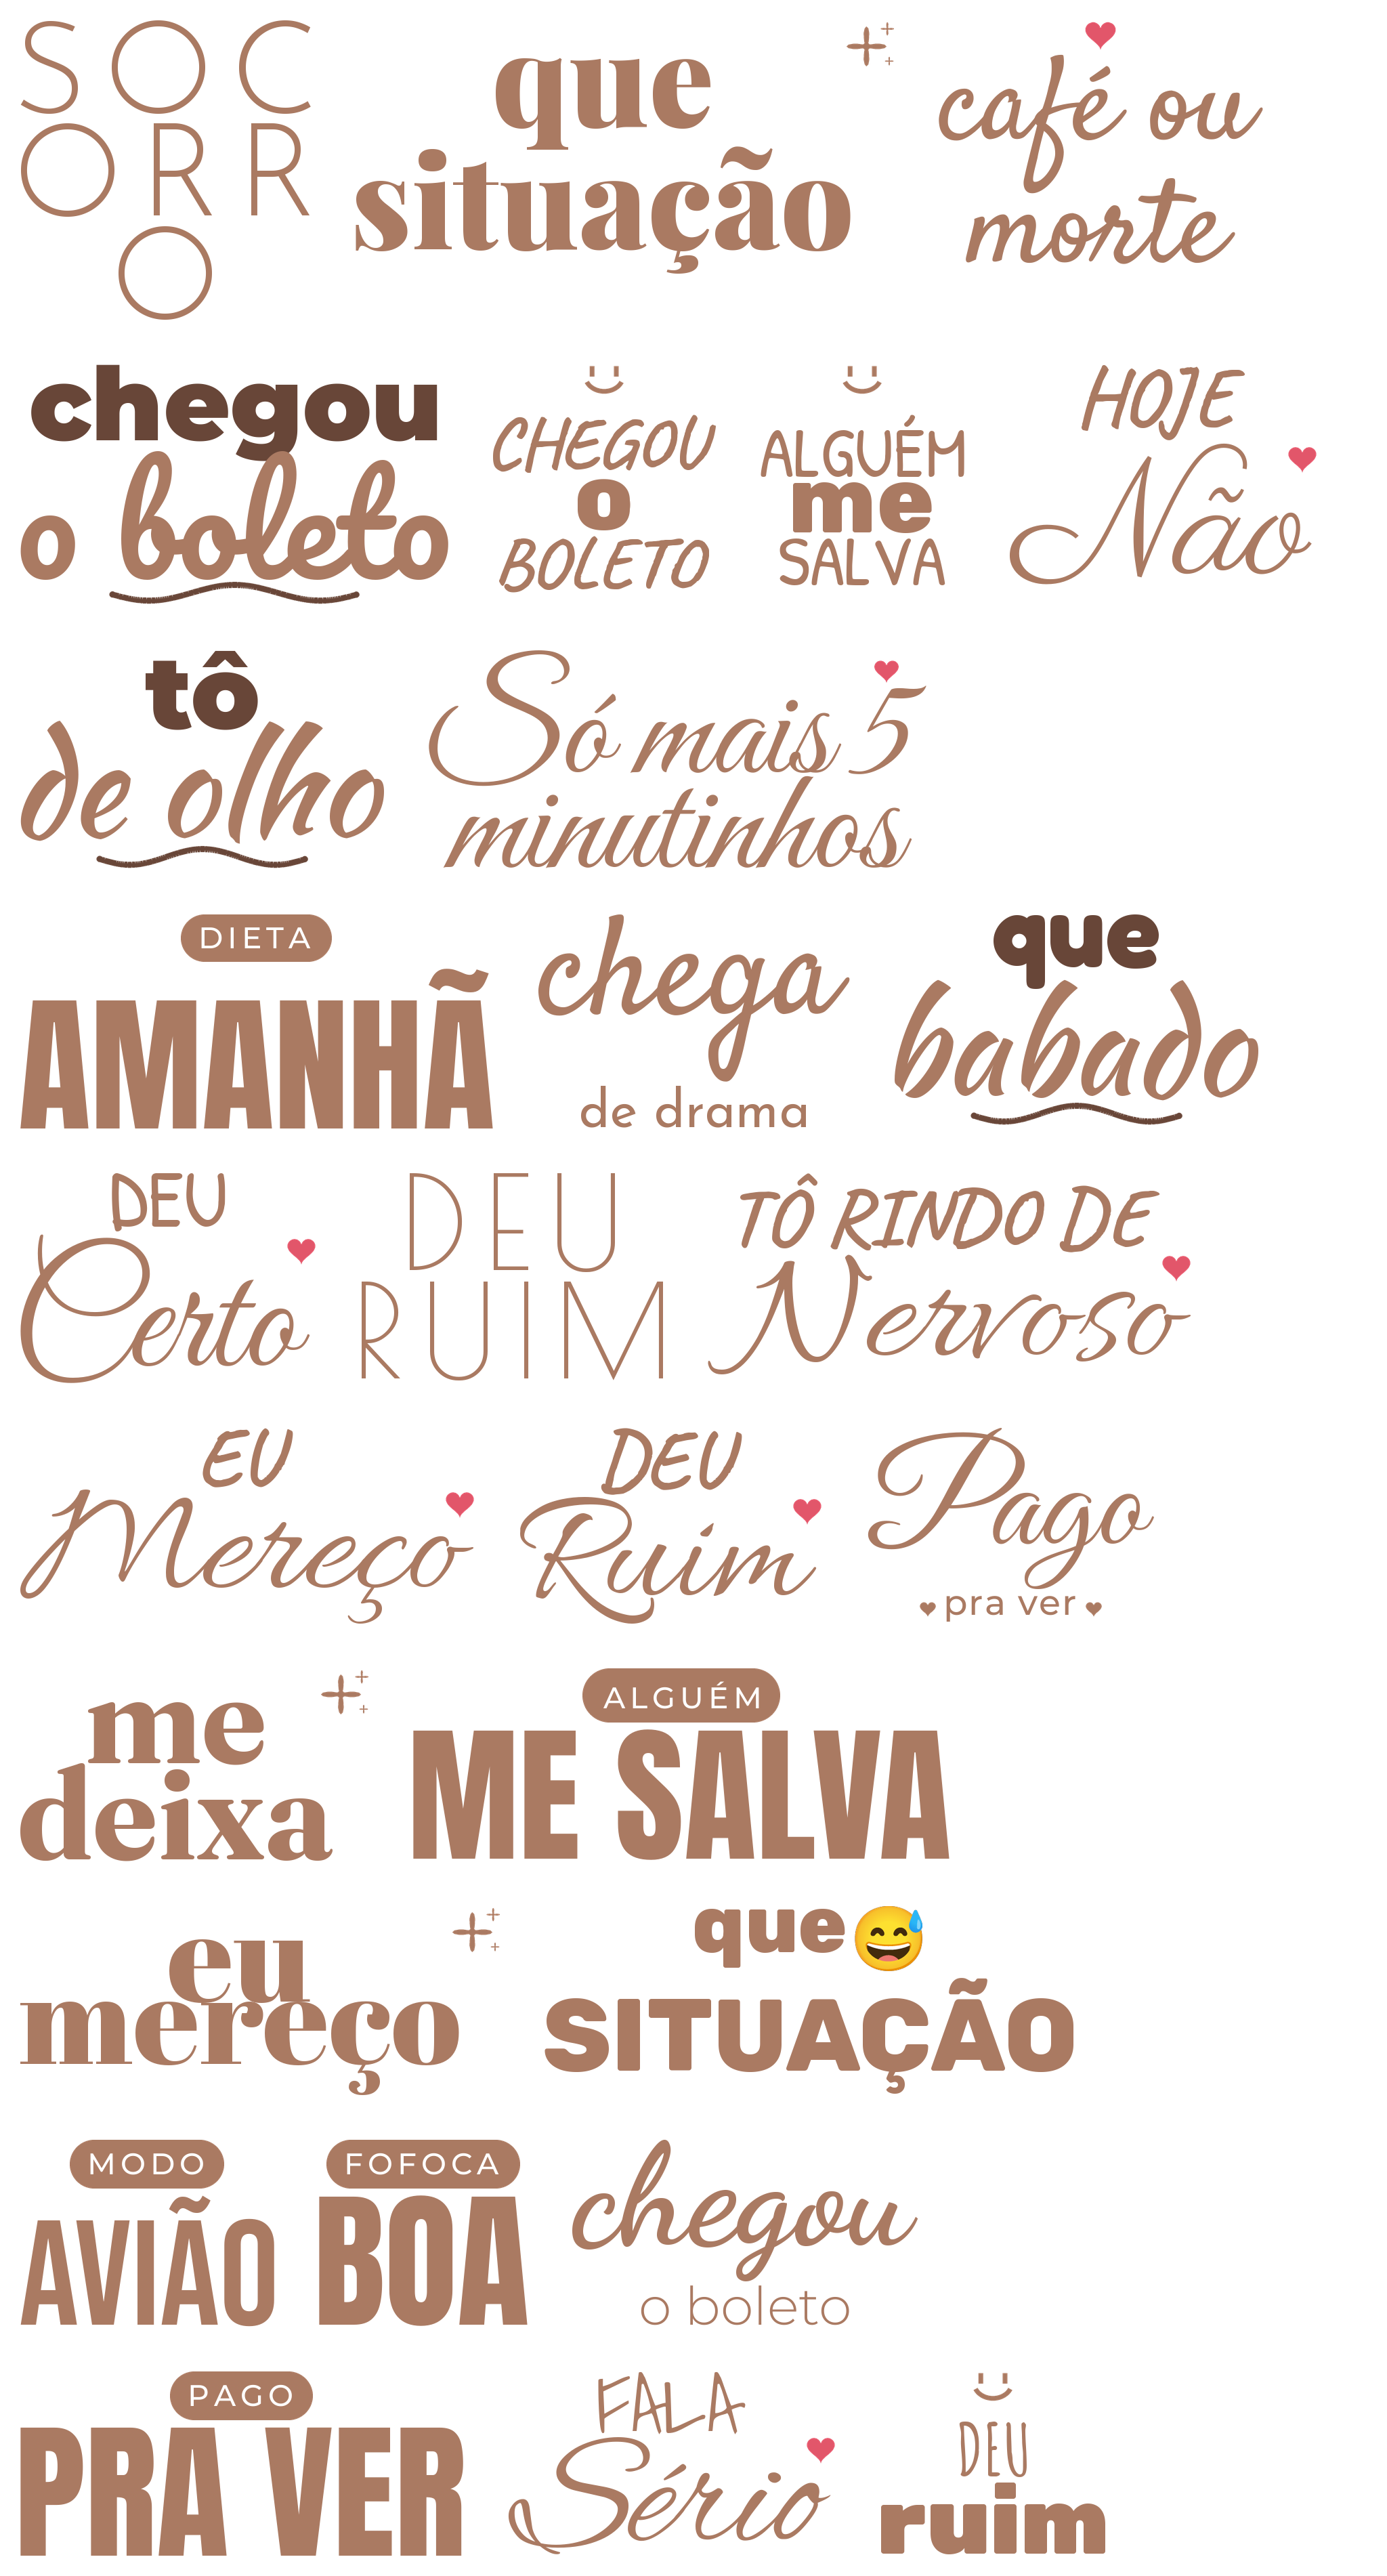 SOC
ORR
O
que
situação
café ou
morte
chegou
o boleto
CHEGOU
o
BOLETO
ALGUÉM
me
SALVA
HOJE
Não
tô
de olho
Só mais 5
minutinhos
DIETA
AMANHÃ
chega
de drama
que
babado
DEU
Certo
DEU
RUIM
TÔ RINDO DE
Nervoso
EU
Mereço
DEU
Ruim
Pago
pra ver
me
deixa
ALGUÉM
ME SALVA
eu
mereço
que 😅
SITUAÇÃO
MODO
AVIÃO
FOFOCA
BOA
chegou
o boleto
PAGO
PRA VER
FALA
Sério
DEU
ruim